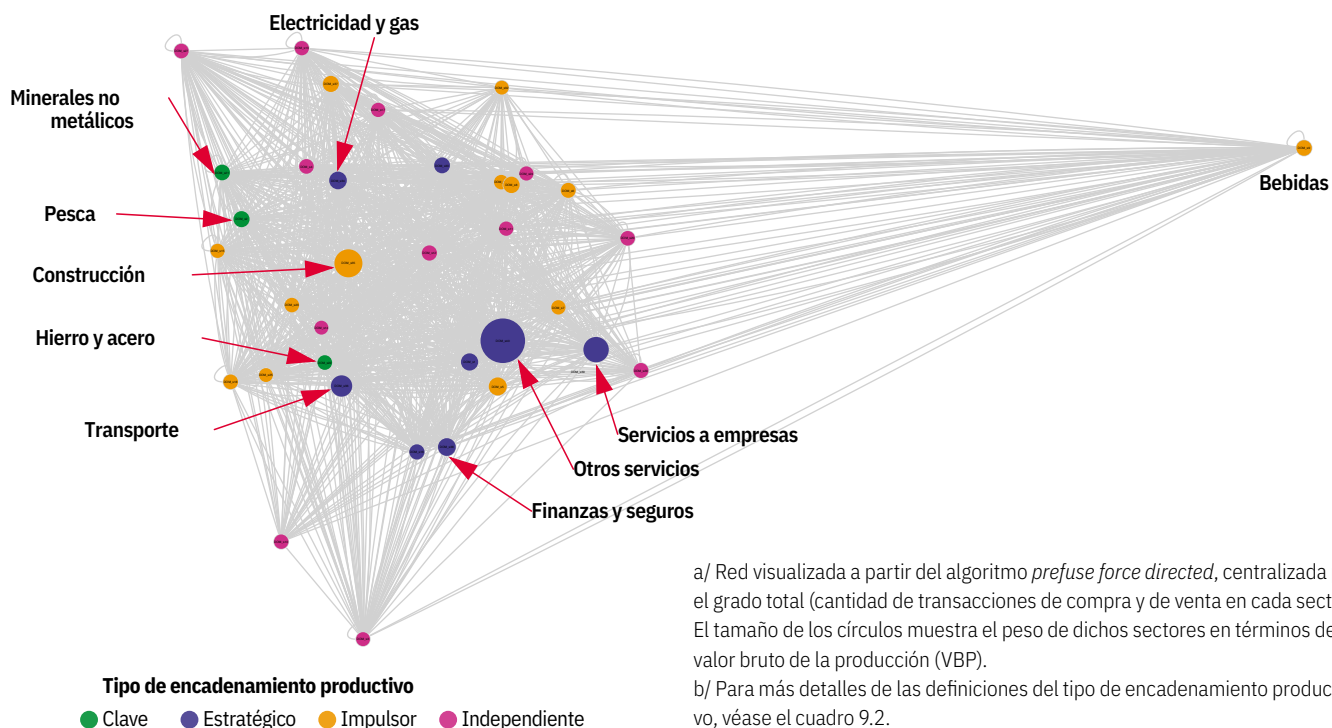 Electricidad y gas
Minerales no
metálicos
Pesca
Construcción
Hierro y acero
Transporte
Bebidas
Servicios a empresas
Otros servicios
Finanzas y seguros
a/ Red visualizada a partir del algoritmo prefuse force directed, centralizada
el grado total (cantidad de transacciones de compra y de venta en cada sect
El tamaño de los círculos muestra el peso de dichos sectores en términos de
valor bruto de la producción (VBP).
b/ Para más detalles de las definiciones del tipo de encadenamiento produc
vo, véase el cuadro 9.2.
Tipo de encadenamiento productivo
Clave Estratégico Impulsor Independiente